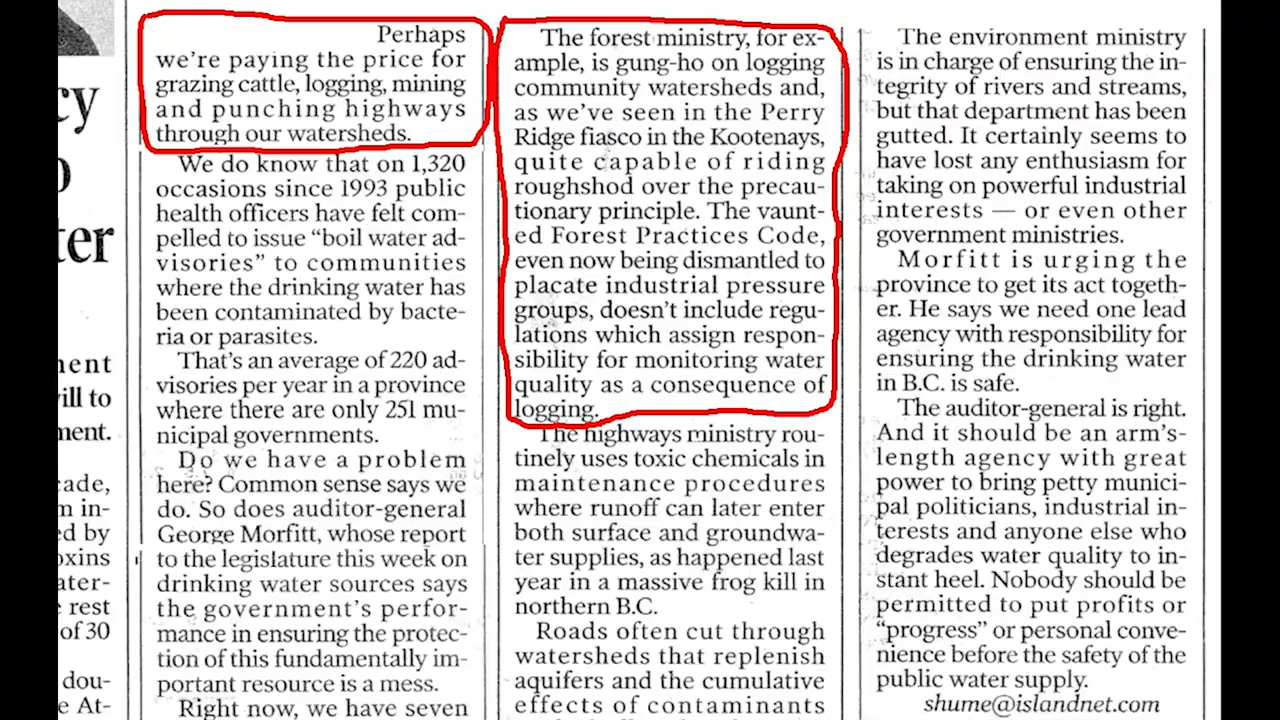 cy
o
ter
nent
ill to
ment.
cade,
m in-
ed by
oxins
ater-
e rest
of 30
dou-
e At-
Perhaps
we're paying the price for
grazing cattle, logging, mining
and punching highways
through our watersheds.
We do know that on 1,320
occasions since 1993 public
health officers have felt com-
pelled to issue “boil water ad-
visories” to communities
where the drinking water has
been contaminated by bacte-
ria or parasites.
That's an average of 220 ad-
visories per year in a province
where there are only 251 mu-
nicipal governments.
Do we have a problem
here? Common sense says we
do. So does auditor-general
George Morfitt, whose report
to the legislature this week on
drinking water sources says
the government's perfor-
mance in ensuring the protec-
tion of this fundamentally im-
portant resource is a mess.
Right now, we have seven
The forest ministry, for ex-
ample, is gung-ho on logging
community watersheds and,
as we've seen in the Perry
Ridge fiasco in the Kootenays,
quite capable of riding
roughshod over the precau-
tionary principle. The vaunt-
ed Forest Practices Code,
even now being dismantled to
placate industrial pressure
groups, doesn't include regu-
lations which assign respon-
sibility for monitoring water
quality as a consequence of
logging.
The highways ministry rou-
tinely uses toxic chemicals in
maintenance procedures
where runoff can later enter
both surface and groundwa-
ter supplies, as happened last
year in a massive frog kill in
northern B.C.
Roads often cut through
watersheds that replenish
aquifers and the cumulative
effects of contaminants
The environment ministry
is in charge of ensuring the in-
tegrity of rivers and streams,
but that department has been
gutted. It certainly seems to
have lost any enthusiasm for
taking on powerful industrial
interests — or even other
government ministries.
Morfitt is urging the
province to get its act togeth-
er. He says we need one lead
agency with responsibility for
ensuring the drinking water
in B.C. is safe.
The auditor-general is right.
And it should be an arm's-
length agency with great
power to bring petty munici-
pal politicians, industrial in-
terests and anyone else who
degrades water quality to in-
stant heel. Nobody should be
permitted to put profits or
“progress” or personal conve-
nience before the safety of the
public water supply.
shume@islandnet.com